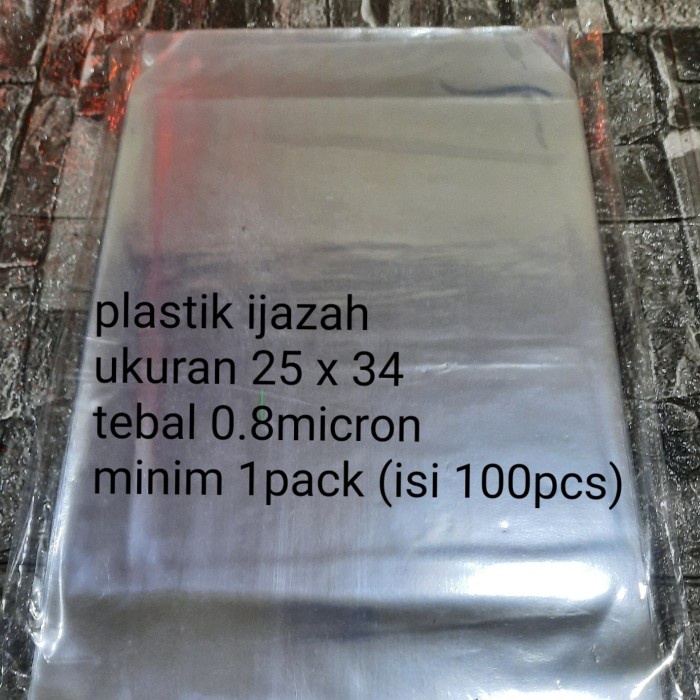 plastik ijazah
ukuran 25 x 34
tebal 0.8micron
minim 1pack (isi 100pcs)